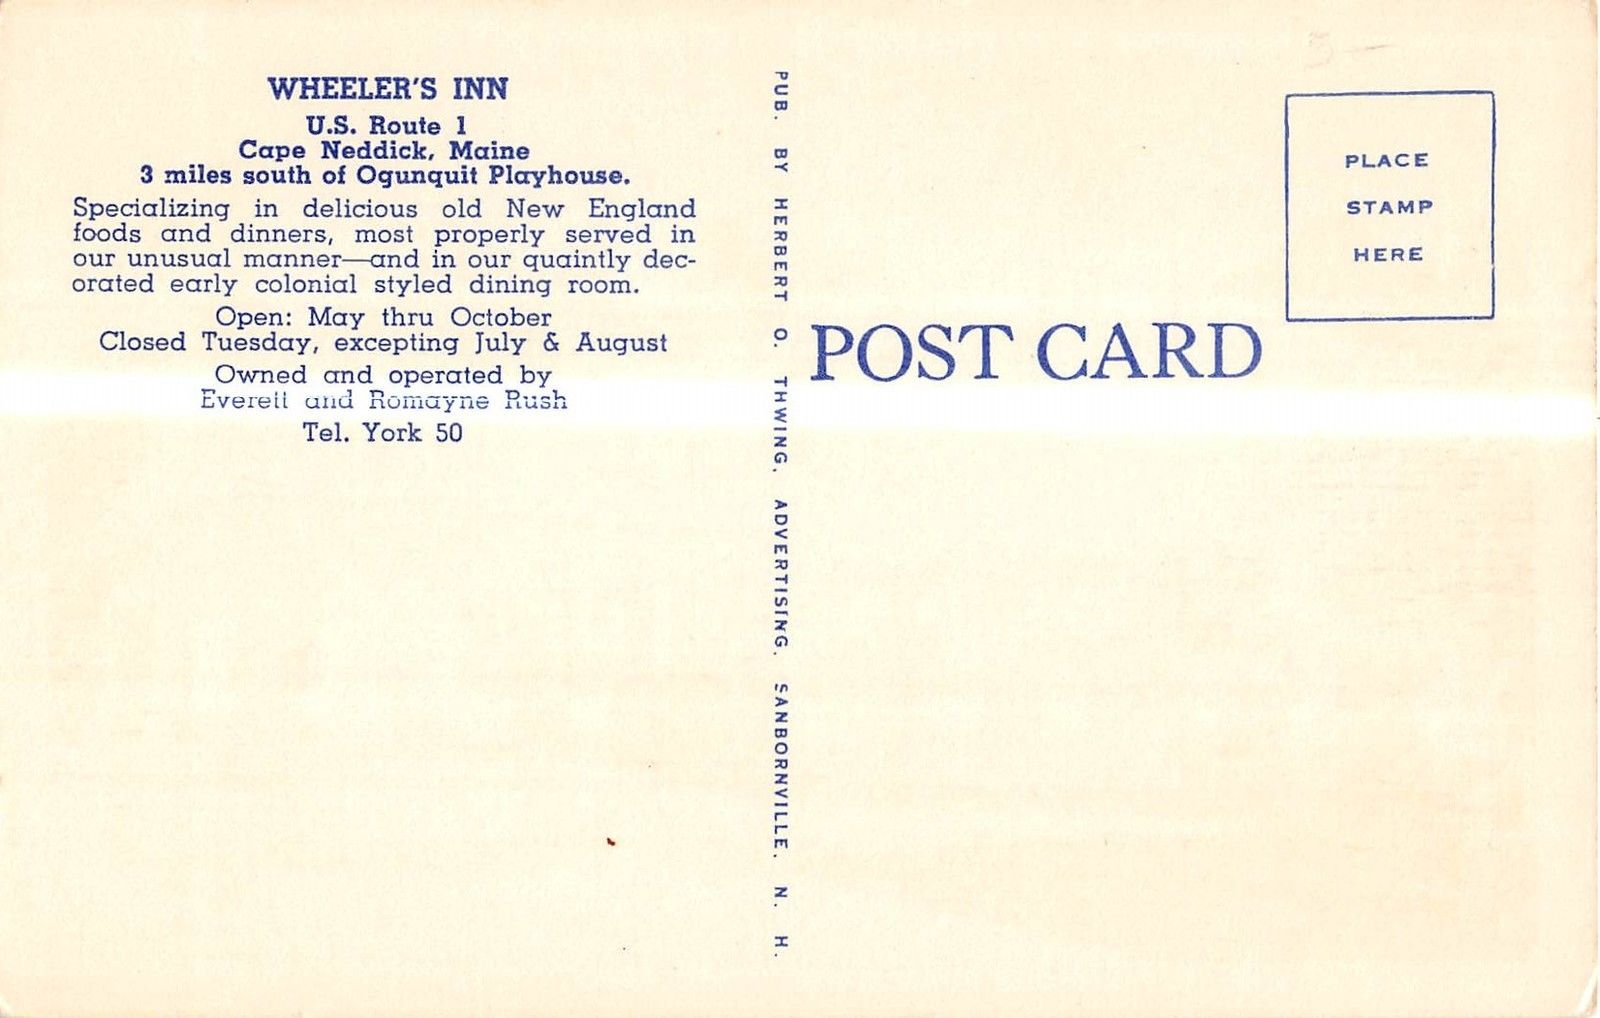 WHEELER'S INN
U.S. Route 1
Cape Neddick, Maine
3 miles south of Ogunquit Playhouse.
Specializing in delicious old New England
foods and dinners, most properly served in
our unusual manner—and in our quaintly dec-
orated early colonial styled dining room.
Open: May thru October
Closed Tuesday, excepting July & August
Owned and operated by
Everett and Romayne Rush
Tel. York 50
PUB. BY HERBERT O. THWING, ADVERTISING, SANBORNVILLE, N. H.
POST CARD
PLACE
STAMP
HERE